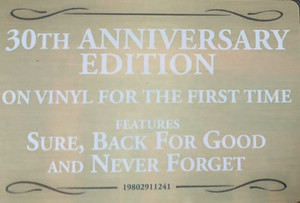 30TH ANNIVERSARY
EDITION
ON VINYL FOR THE FIRST TIME
FEATURES
SURE, BACK FOR GOOD
AND NEVER FORGET
19802911241